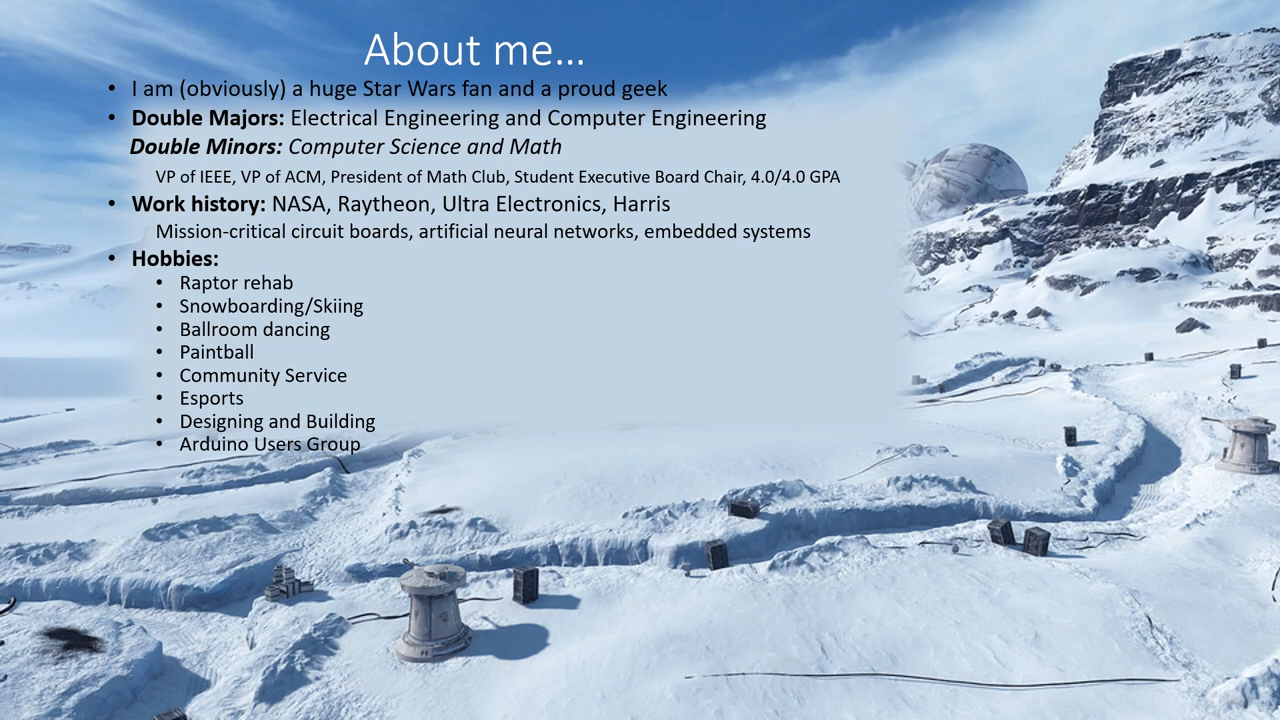 About me…
• I am (obviously) a huge Star Wars fan and a proud geek
• Double Majors: Electrical Engineering and Computer Engineering
Double Minors: Computer Science and Math
VP of IEEE, VP of ACM, President of Math Club, Student Executive Board Chair, 4.0/4.0 GPA
• Work history: NASA, Raytheon, Ultra Electronics, Harris
Mission-critical circuit boards, artificial neural networks, embedded systems
• Hobbies:
• Raptor rehab
• Snowboarding/Skiing
• Ballroom dancing
• Paintball
• Community Service
• Esports
• Designing and Building
• Arduino Users Group